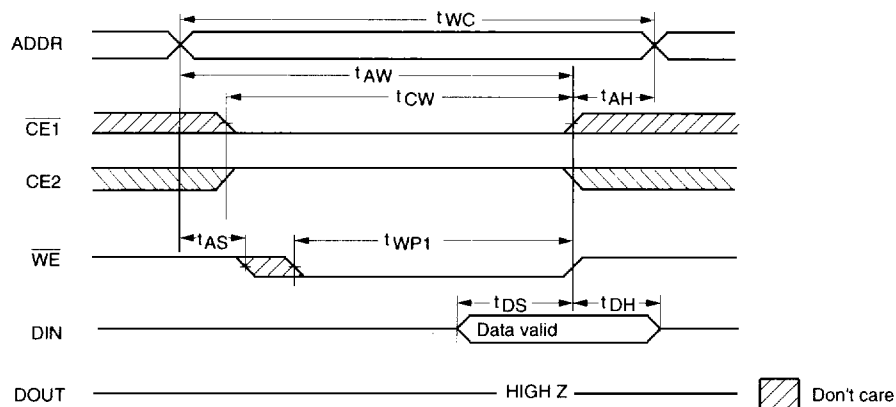 tWC
ADDR
tAW
tCW
tAH
CE1
CE2
tAS
tWP1
WE
tDS
tDH
DIN
Data valid
DOUT
HIGH Z
Don't care